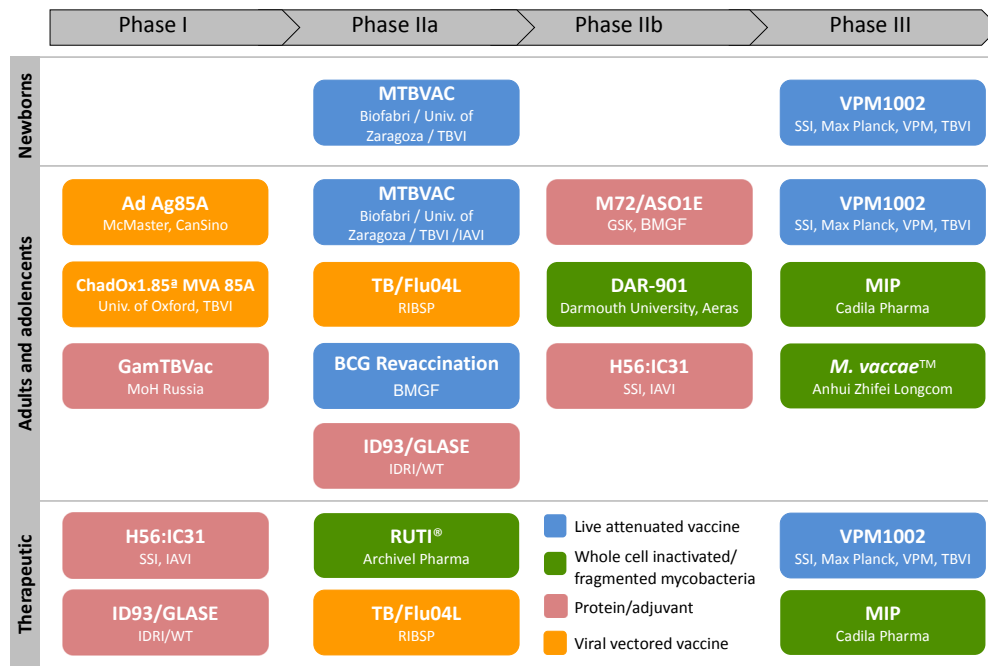 Phase I
Phase IIa
Phase IIb
Phase III
Newborns
MTBVAC
Biofabri / Univ. of
Zaragoza / TBVI
VPM1002
SSI, Max Planck, VPM, TBVI
Adults and adolencents
Ad Ag85A
McMaster, CanSino
MTBVAC
Biofabri / Univ. of
Zaragoza / TBVI /IAVI
M72/ASO1E
GSK, BMGF
VPM1002
SSI, Max Planck, VPM, TBVI
ChadOx1.85ª MVA 85A
Univ. of Oxford, TBVI
TB/Flu04L
RIBSP
DAR-901
Darmouth University, Aeras
MIP
Cadila Pharma
GamTBVac
MoH Russia
BCG Revaccination
BMGF
H56:IC31
SSI, IAVI
M. vaccae™
Anhui Zhifei Longcom
ID93/GLASE
IDRI/WT
Therapeutic
H56:IC31
SSI, IAVI
RUTI®
Archivel Pharma
Live attenuated vaccine
Whole cell inactivated/
fragmented mycobacteria
Protein/adjuvant
Viral vectored vaccine
VPM1002
SSI, Max Planck, VPM, TBVI
ID93/GLASE
IDRI/WT
TB/Flu04L
RIBSP
MIP
Cadila Pharma